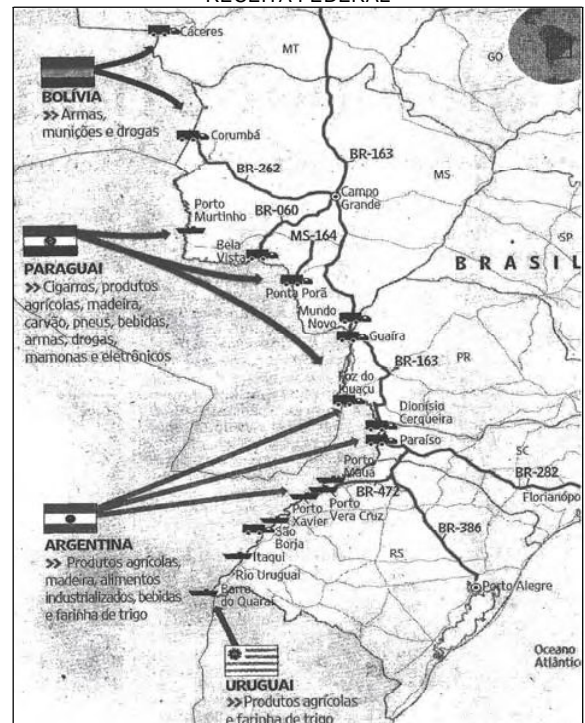 RECEITA FEDERAL
Cáceres
MT
GO
BOLÍVIA
>> Armas,
munições e drogas
Corumbá
BR-262
BR-163
MS
Porto
Murtinho
BR-060
Campo
Grande
MS-164
Bela
Vista
SP
BRASIL
PARAGUAI
>> Cigarros, produtos
agrícolas, madeira,
carvão, pneus, bebidas,
armas, drogas,
mamonas e eletrônicos
Ponta Porã
Mundo
Novo
Guaíra
BR-163
PR
Foz do
Iguaçu
Dionísio
Cerqueira
Paraíso
SC
BR-282
Florianópo
Porto
Mauá
BR-472
Porto
Xavier
Porto
Vera Cruz
BR-386
São
Borja
ARGENTINA
>> Produtos agrícolas,
madeira, alimentos
industrializados, bebidas
e farinha de trigo
Itaqui
RS
Rio Uruguai
Barra
do Quaraí
Porto Alegre
Oceano
Atlântic
URUGUAI
>> Produtos agrícolas
e farinha de trigo